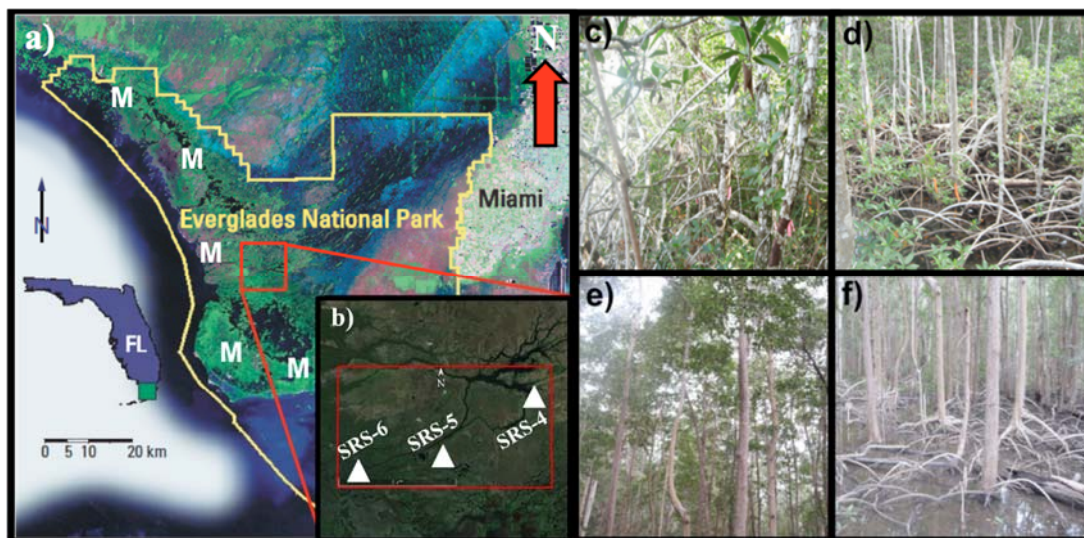 a)
N
M
M
Everglades National Park
Miami
M
N
FL
M
M
0 5 10 20 km
b)
N
SRS-6
SRS-5
SRS-4
c)
d)
e)
f)